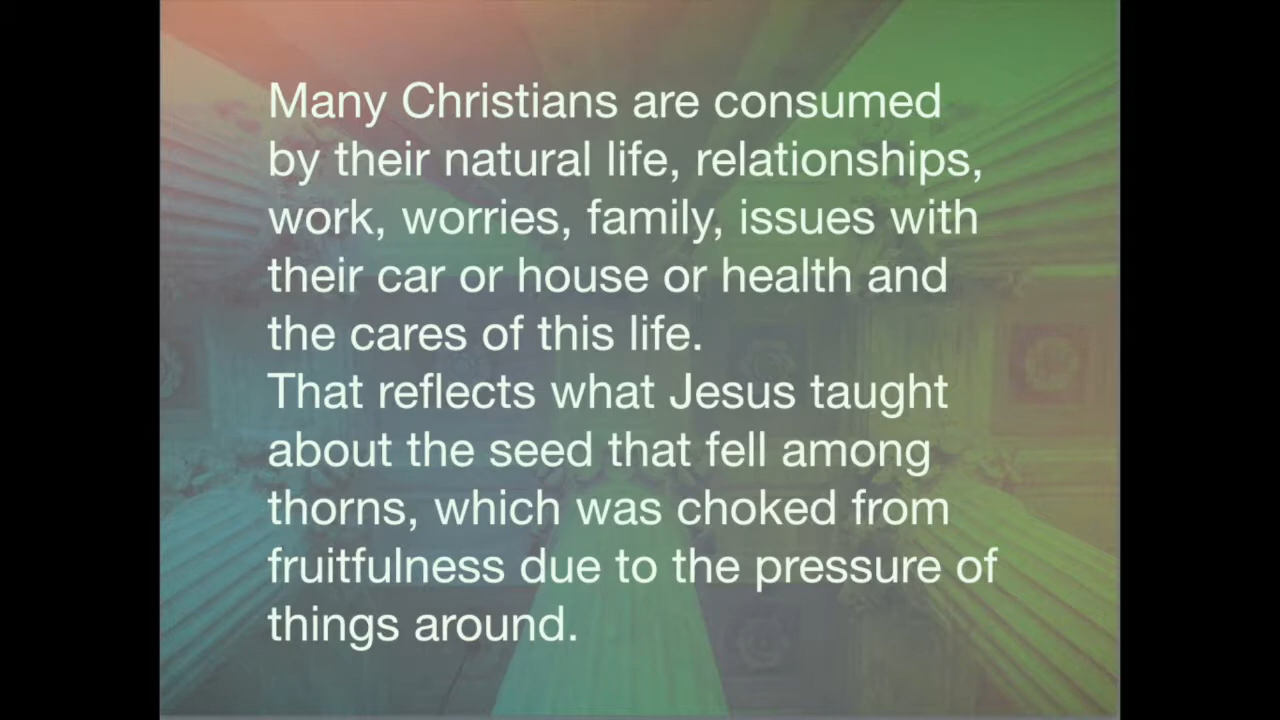 Many Christians are consumed
by their natural life, relationships,
work, worries, family, issues with
their car or house or health and
the cares of this life.
That reflects what Jesus taught
about the seed that fell among
thorns, which was choked from
fruitfulness due to the pressure of
things around.